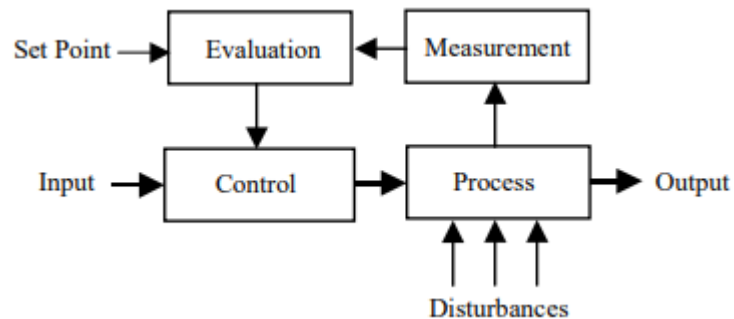 Set Point
Evaluation
Measurement
Input
Control
Process
Output
Disturbances